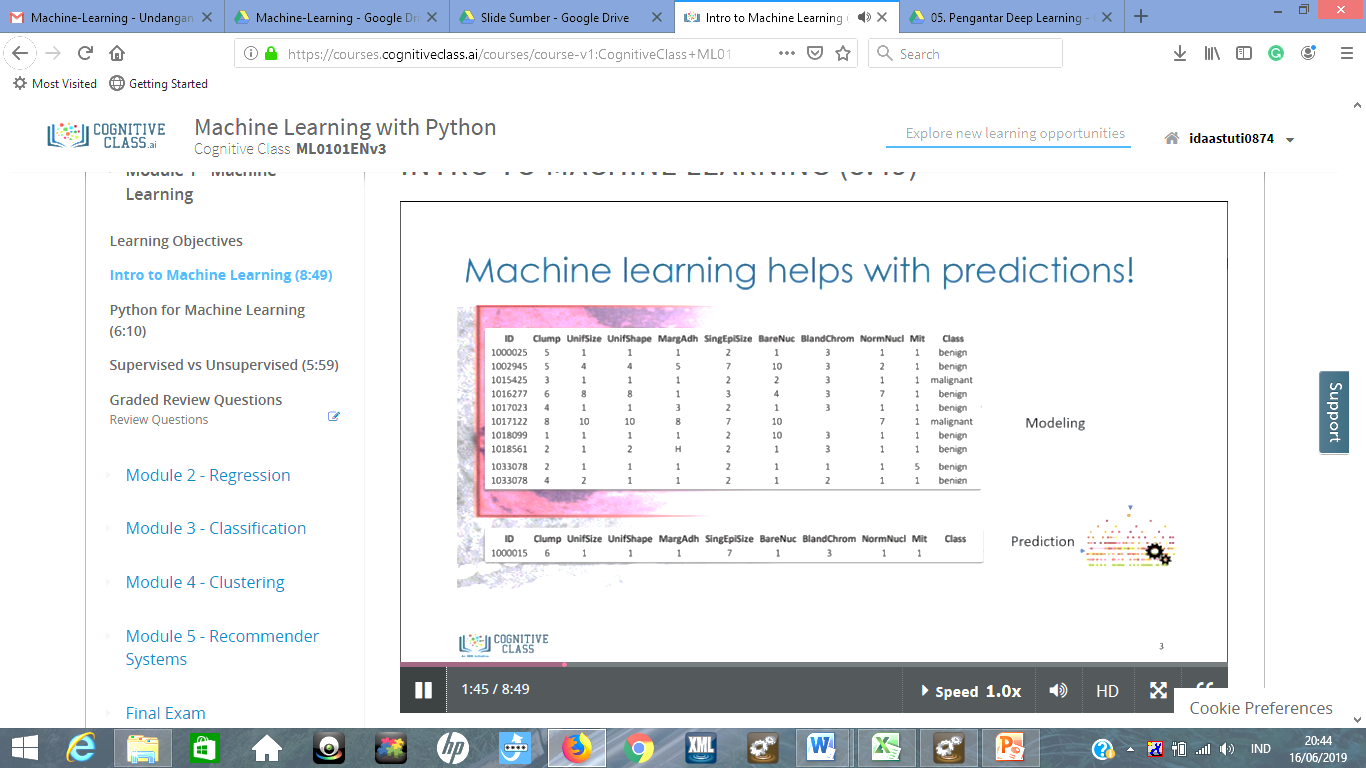 Machine-Learning - Undangan
Machine-Learning - Google Dri
Slide Sumber - Google Drive
Intro to Machine Learning (
05. Pengantar Deep Learning - G
https://courses.cognitiveclass.ai/courses/course-v1:CognitiveClass+ML01
Search
Most Visited
Getting Started
COGNITIVE CLASS.ai
Machine Learning with Python
Cognitive Class ML0101ENv3
Explore new learning opportunities
idaastuti0874
Module 1 - Machine
Learning
INTRO TO MACHINE LEARNING (8:49)
Learning Objectives
Intro to Machine Learning (8:49)
Python for Machine Learning
(6:10)
Supervised vs Unsupervised (5:59)
Graded Review Questions
Review Questions
Module 2 - Regression
Module 3 - Classification
Module 4 - Clustering
Module 5 - Recommender
Systems
Final Exam
Machine learning helps with predictions!
ID Clump UnifSize UnifShape MargAdh SingEpiSize BareNuc BlandChrom NormNucl Mit Class
1000025 5 1 1 1 2 1 3 1 1 benign
1002945 5 4 4 5 7 10 3 2 1 benign
1015425 3 1 1 1 2 2 3 1 1 malignant
1016277 6 8 8 1 3 4 3 7 1 benign
1017023 4 1 1 3 2 1 3 1 1 benign
1017122 8 10 10 8 7 10 7 1 malignant
1018099 1 1 1 1 2 10 3 1 1 benign
1018561 2 1 2 H 2 1 3 1 1 benign
1033078 2 1 1 1 2 1 1 1 5 benign
1033078 4 2 1 1 2 1 2 1 1 benign
Modeling
ID Clump UnifSize UnifShape MargAdh SingEpiSize BareNuc BlandChrom NormNucl Mit Class
1000015 6 1 1 1 7 1 3 1 1
Prediction
COGNITIVE
CLASS
3
1:45 / 8:49
Speed 1.0x
HD
Support
Cookie Preferences
hp
XML
IND
20:44
16/06/2019